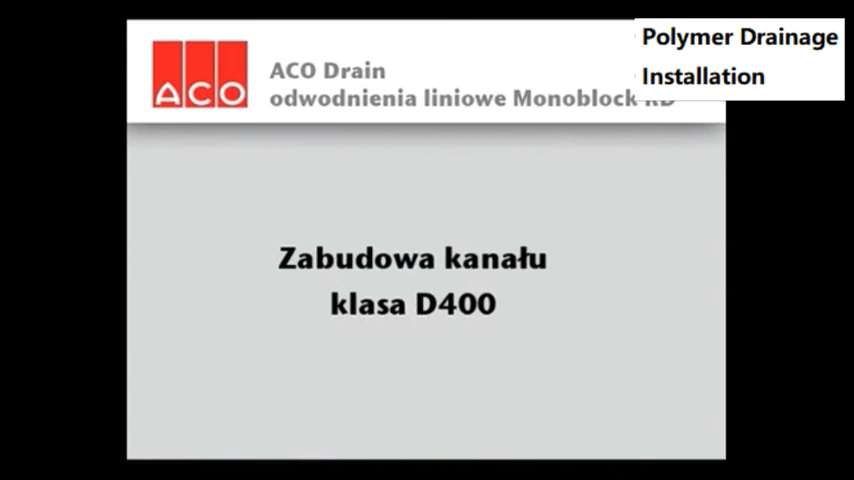 Polymer Drainage
Installation
ACO
ACO Drain
odwodnienia liniowe Monoblock
Zabudowa kanału
klasa D400